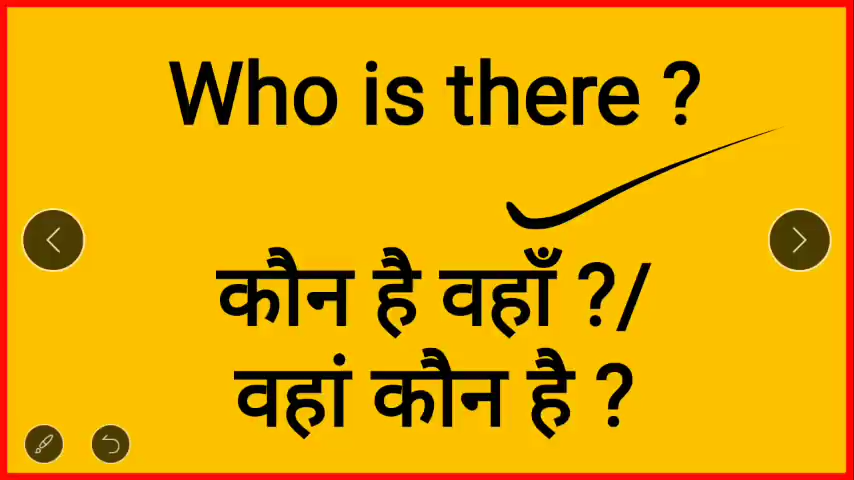 Who is there ?
कौन है वहाँ ?/
वहां कौन है ?